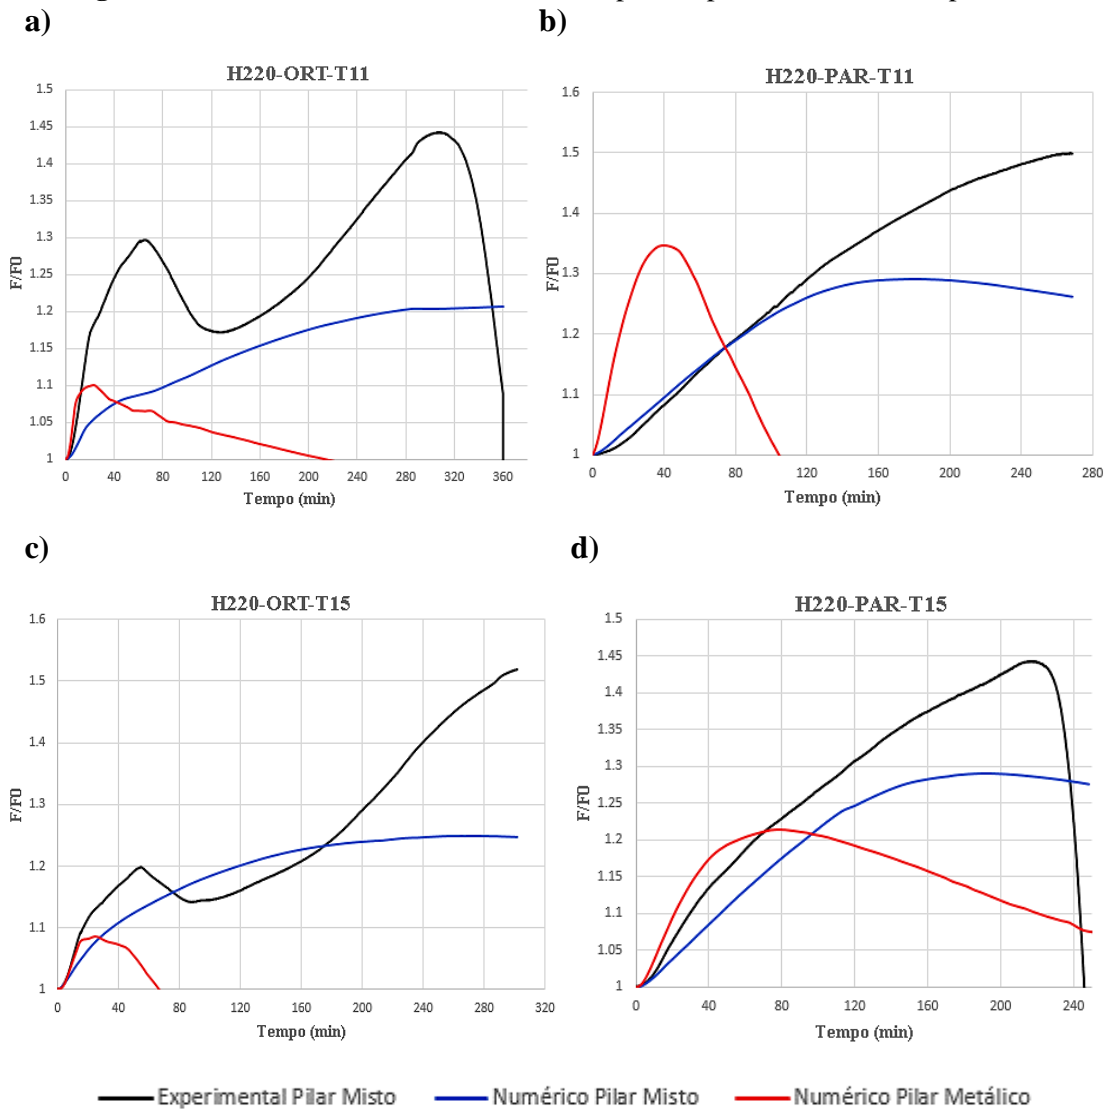 a)
b)
H220-ORT-T11
1.5
1.45
1.4
1.35
1.3
1.25
1.2
1.15
1.1
1.05
1
F/F0
0 40 80 120 160 200 240 280 320 360
Tempo (min)
H220-PAR-T11
1.6
1.5
1.4
1.3
1.2
1.1
1
F/F0
0 40 80 120 160 200 240 280
Tempo (min)
c)
d)
H220-ORT-T15
1.6
1.5
1.4
1.3
1.2
1.1
1
F/F0
0 40 80 120 160 200 240 280 320
Tempo (min)
H220-PAR-T15
1.5
1.45
1.4
1.35
1.3
1.25
1.2
1.15
1.1
1.05
1
F/F0
0 40 80 120 160 200 240
Tempo (min)
Experimental Pilar Misto Numérico Pilar Misto Numérico Pilar Metálico